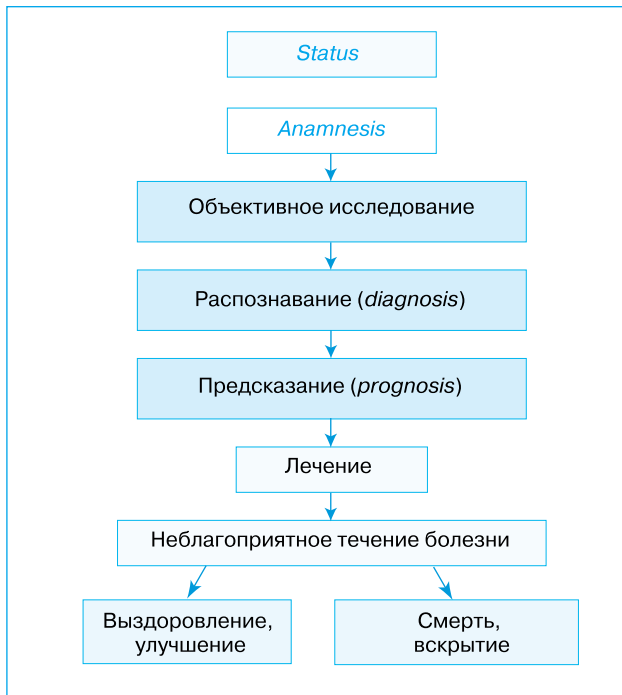 Status
Anamnesis
Объективное исследование
Распознавание (diagnosis)
Предсказание (prognosis)
Лечение
Неблагоприятное течение болезни
Выздоровление,
улучшение
Смерть,
вскрытие